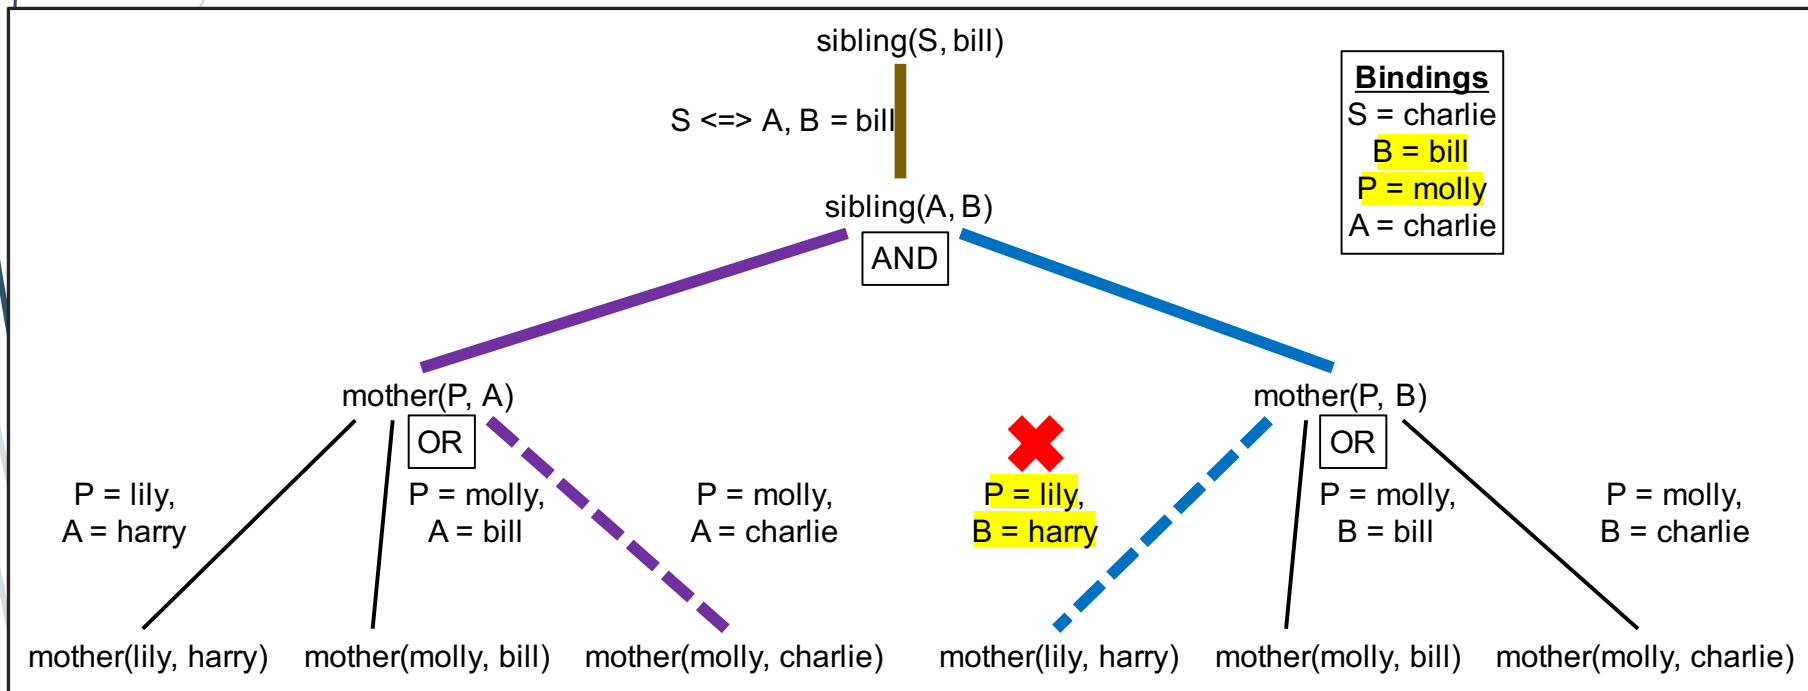 sibling(S, bill)
S <=> A, B = bill
Bindings
S = charlie
B = bill
P = molly
A = charlie
sibling(A, B)
AND
mother(P, A)
OR
mother(P, B)
OR
P = lily,
A = harry
P = molly,
A = bill
P = molly,
A = charlie
P = lily,
B = harry
P = molly,
B = bill
P = molly,
B = charlie
mother(lily, harry)
mother(molly, bill)
mother(molly, charlie)
mother(lily, harry)
mother(molly, bill)
mother(molly, charlie)